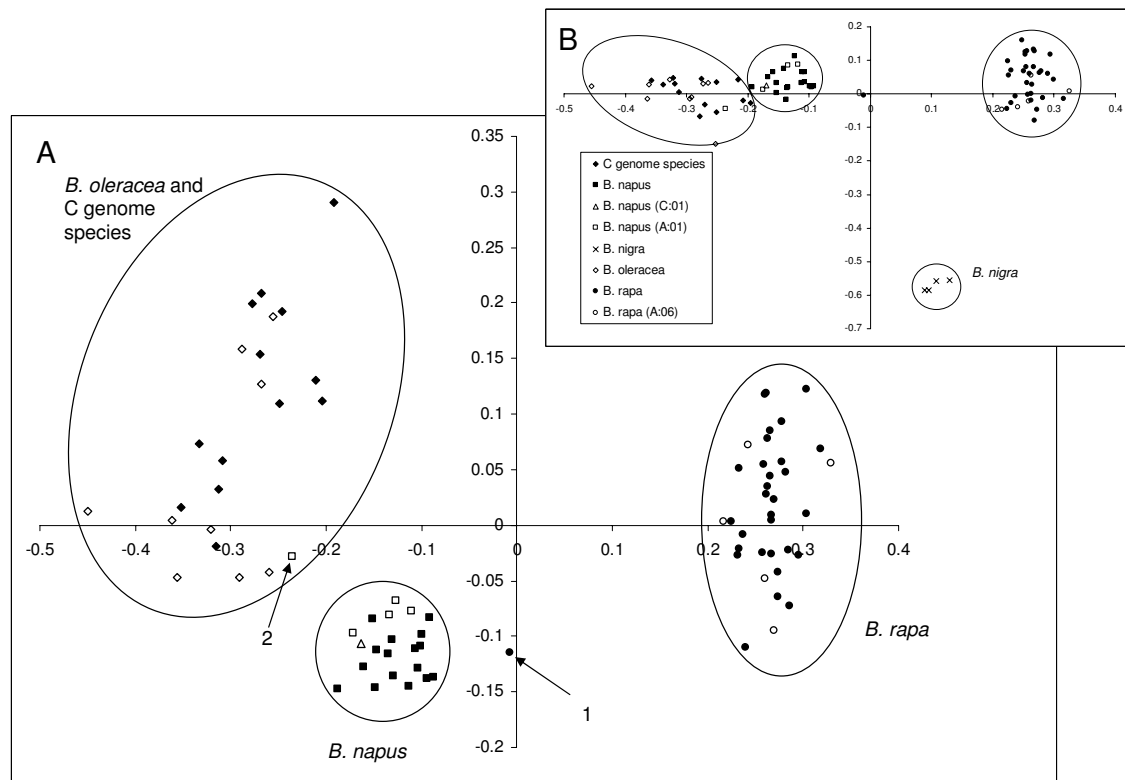 A
B. oleracea and
C genome
species
0.35
0.3
0.25
0.2
0.15
0.1
0.05
0
-0.05
-0.1
-0.15
-0.2
-0.5 -0.4 -0.3 -0.2 -0.1 0 0.1 0.2 0.3 0.4
2
1
B. napus
B. rapa
B
0.2
0.1
0
-0.1
-0.2
-0.3
-0.4
-0.5
-0.6
-0.7
-0.5 -0.4 -0.3 -0.2 -0.1 0 0.1 0.2 0.3 0.4
C genome species
B. napus
B. napus (C:01)
B. napus (A:01)
B. nigra
B. oleracea
B. rapa
B. rapa (A:06)
B. nigra